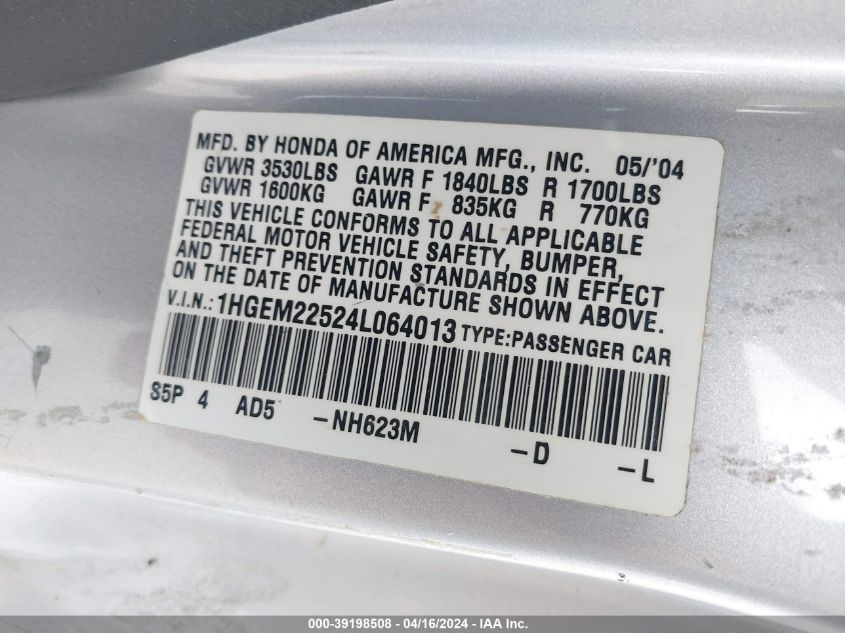 MFD. BY HONDA OF AMERICA MFG., INC. 05/'04
GVWR 3530LBS GAWR F 1840LBS R 1700LBS
GVWR 1600KG GAWR F 835KG R 770KG
THIS VEHICLE CONFORMS TO ALL APPLICABLE
FEDERAL MOTOR VEHICLE SAFETY, BUMPER,
AND THEFT PREVENTION STANDARDS IN EFFECT
ON THE DATE OF MANUFACTURE SHOWN ABOVE.
V.I.N.: 1HGEM22524L064013 TYPE:PASSENGER CAR
S5P 4 AD5 -NH623M -D -L
000-39198508 - 04/16/2024 - IAA Inc.